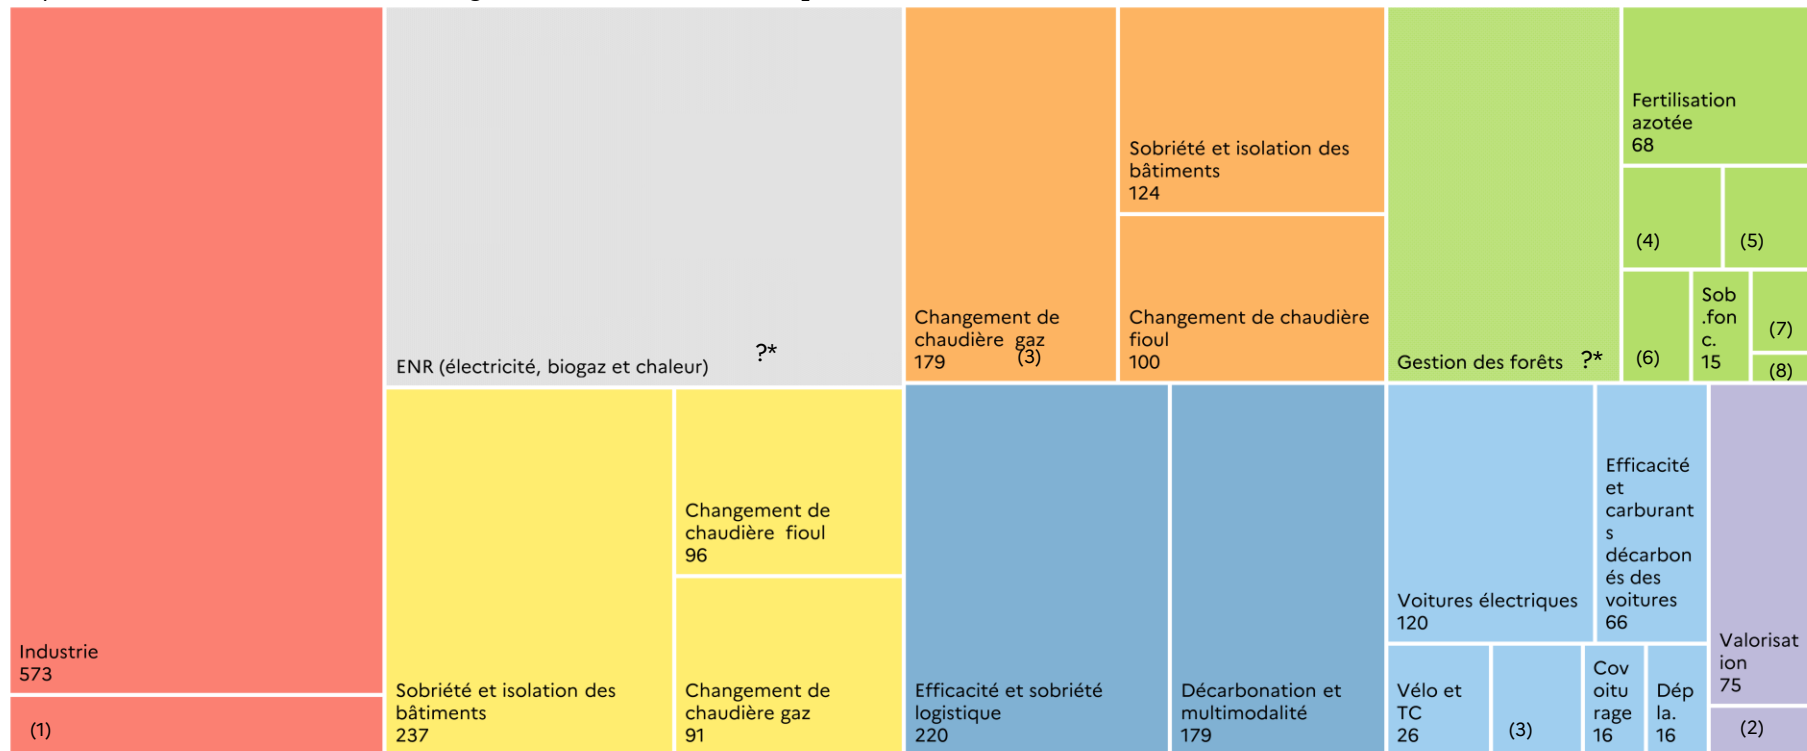 Industrie
573
(1)
ENR (électricité, biogaz et chaleur) ?*
Sobriété et isolation des
bâtiments
237
Changement de
chaudière fioul
96
Changement de
chaudière gaz
91
Changement de
chaudière gaz
179 (3)
Sobriété et isolation des
bâtiments
124
Changement de chaudière
fioul
100
Efficacité et sobriété
logistique
220
Décarbonation et
multimodalité
179
Gestion des forêts ?*
Fertilisation
azotée
68
(4)
(5)
(6)
Sob
.fon
c.
15
(7)
(8)
Voitures électriques
120
Efficacité
et
carburant
s
décarbon
és des
voitures
66
Vélo et
TC
26
(3)
Cov
oitu
rage
16
Dép
la.
16
Valorisat
ion
75
(2)